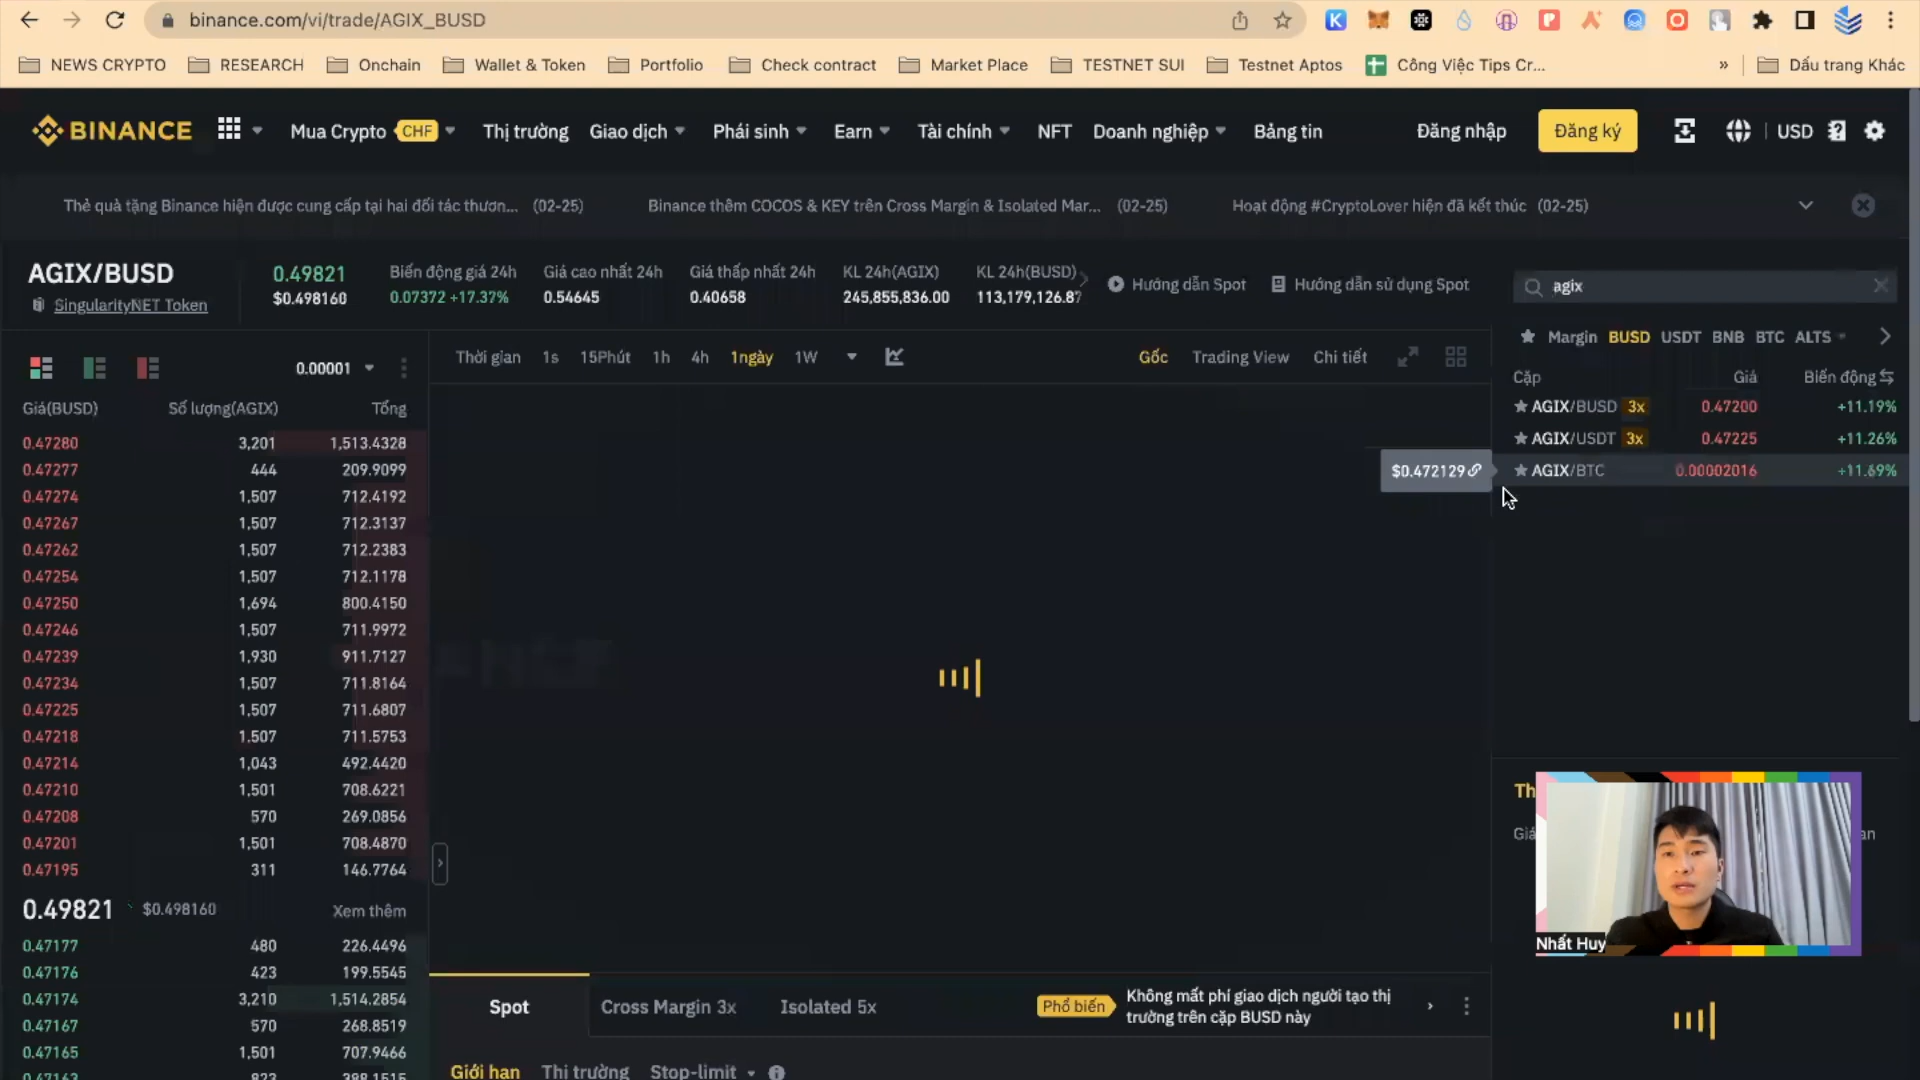 binance.com/vi/trade/AGIX_BUSD
NEWS CRYPTO RESEARCH Onchain Wallet & Token Portfolio Check contract Market Place TESTNET SUI Testnet Aptos Công Việc Tips Cr... » Dấu trang Khác
BINANCE Mua Crypto CHF Thị trường Giao dịch Phái sinh Earn Tài chính NFT Doanh nghiệp Bảng tin Đăng nhập Đăng ký USD
Thẻ quà tặng Binance hiện được cung cấp tại hai đối tác thươn... (02-25) Binance thêm COCOS & KEY trên Cross Margin & Isolated Mar... (02-25) Hoạt động #CryptoLover hiện đã kết thúc (02-25)
AGIX/BUSD
SingularityNET Token
0.49821
$0.498160
Biến động giá 24h
0.07372 +17.37%
Giá cao nhất 24h
0.54645
Giá thấp nhất 24h
0.40658
KL 24h(AGIX)
245,855,836.00
KL 24h(BUSD)
113,179,126.87
Hướng dẫn Spot Hướng dẫn sử dụng Spot
agix
Margin BUSD USDT BNB BTC ALTS
Cặp Giá Biến động
AGIX/BUSD 3x 0.47200 +11.19%
AGIX/USDT 3x 0.47225 +11.26%
AGIX/BTC 0.00002016 +11.69%
$0.472129
Thời gian 1s 15Phút 1h 4h 1ngày 1W Gốc Trading View Chi tiết
0.00001
Giá(BUSD) Số lượng(AGIX) Tổng
0.47280 3,201 1,513.4328
0.47277 444 209.9099
0.47274 1,507 712.4192
0.47267 1,507 712.3137
0.47262 1,507 712.2383
0.47254 1,507 712.1178
0.47250 1,694 800.4150
0.47246 1,507 711.9972
0.47239 1,930 911.7127
0.47234 1,507 711.8164
0.47225 1,507 711.6807
0.47218 1,507 711.5753
0.47214 1,043 492.4420
0.47210 1,501 708.6221
0.47208 570 269.0856
0.47201 1,501 708.4870
0.47195 311 146.7764
0.49821 $0.498160 Xem thêm
0.47177 480 226.4496
0.47176 423 199.5545
0.47174 3,210 1,514.2854
0.47167 570 268.8519
0.47165 1,501 707.9466
0.47163 823 388.1515
Spot Cross Margin 3x Isolated 5x
Phổ biến
Không mất phí giao dịch người tạo thị
trường trên cặp BUSD này
Giới hạn Thị trường Stop-limit
Nhất Huy